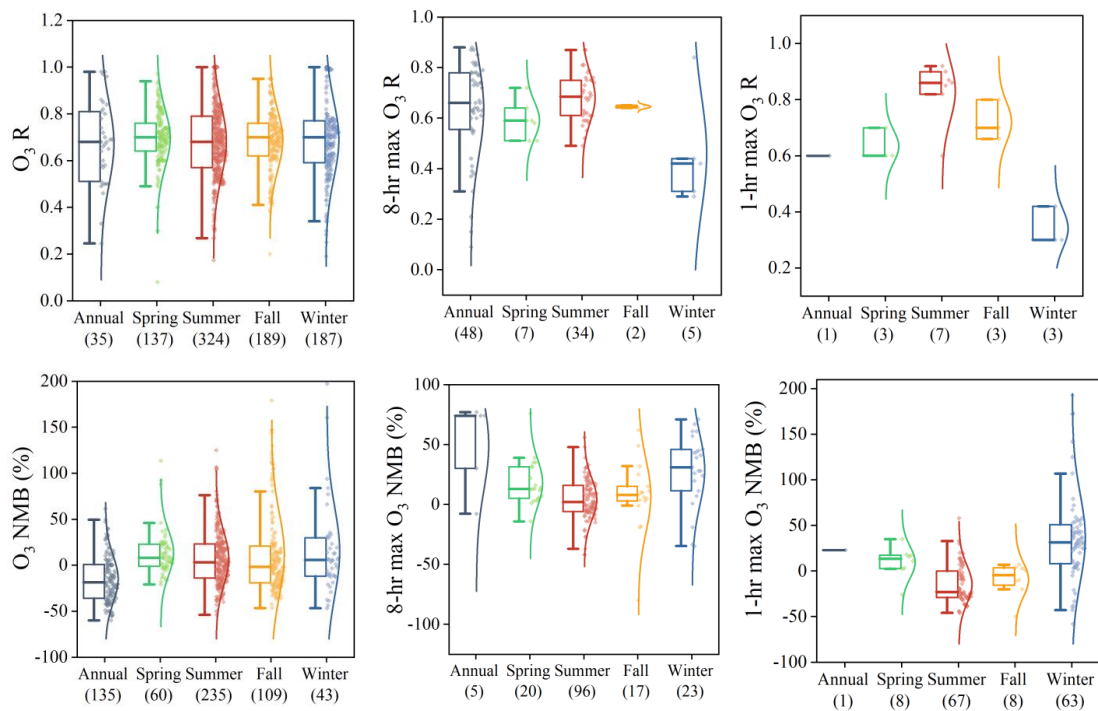 O3 R
1.2
1.0
0.8
0.6
0.4
0.2
0.0
Annual Spring Summer Fall Winter
(35) (137) (324) (189) (187)
8-hr max O3 R
1.0
0.8
0.6
0.4
0.2
0.0
Annual Spring Summer Fall Winter
(48) (7) (34) (2) (5)
1-hr max O3 R
1.0
0.8
0.6
0.4
0.2
Annual Spring Summer Fall Winter
(1) (3) (7) (3) (3)
O3 NMB (%)
200
150
100
50
0
-50
-100
Annual Spring Summer Fall Winter
(135) (60) (235) (109) (43)
8-hr max O3 NMB (%)
100
50
0
-50
-100
Annual Spring Summer Fall Winter
(5) (20) (96) (17) (23)
1-hr max O3 NMB (%)
200
150
100
50
0
-50
-100
Annual Spring Summer Fall Winter
(1) (8) (67) (8) (63)